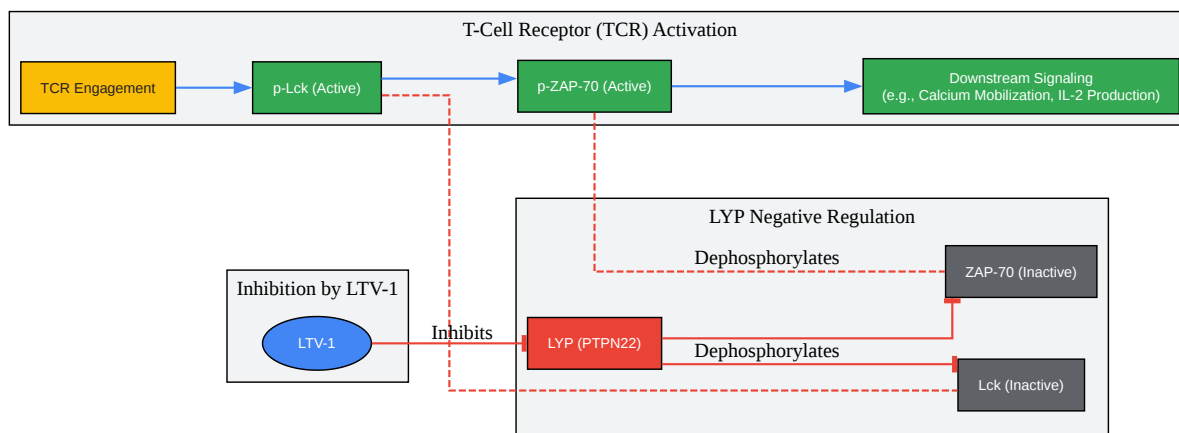 T-Cell Receptor (TCR) Activation
TCR Engagement
p-Lck (Active)
p-ZAP-70 (Active)
Downstream Signaling
(e.g., Calcium Mobilization, IL-2 Production)
LYP Negative Regulation
Dephosphorylates
ZAP-70 (Inactive)
Inhibition by LTV-1
LTV-1
Inhibits
LYP (PTPN22)
Dephosphorylates
Lck (Inactive)